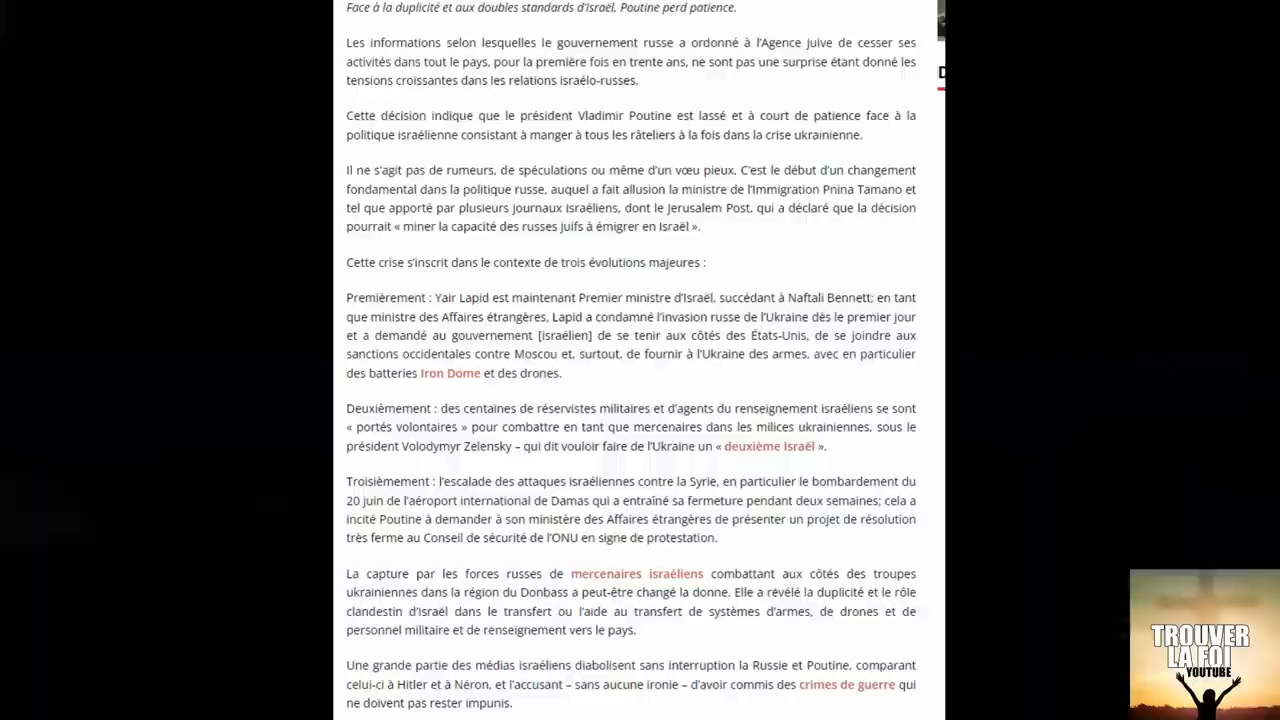 Face à la duplicité et aux doubles standards d'Israël, Poutine perd patience.
Les informations selon lesquelles le gouvernement russe a ordonné à l'Agence juive de cesser ses
activités dans tout le pays, pour la première fois en trente ans, ne sont pas une surprise étant donné les
tensions croissantes dans les relations israélo-russes.
Cette décision indique que le président Vladimir Poutine est lassé et à court de patience face à la
politique israélienne consistant à manger à tous les râteliers à la fois dans la crise ukrainienne.
Il ne s'agit pas de rumeurs, de spéculations ou même d'un vœu pieux. C'est le début d'un changement
fondamental dans la politique russe, auquel a fait allusion la ministre de l'Immigration Pnina Tamano et
tel que apporté par plusieurs journaux israéliens, dont le Jerusalem Post, qui a déclaré que la décision
pourrait « miner la capacité des russes juifs à émigrer en Israël ».
Cette crise s'inscrit dans le contexte de trois évolutions majeures :
Premièrement : Yair Lapid est maintenant Premier ministre d'Israël, succédant à Naftali Bennett; en tant
que ministre des Affaires étrangères, Lapid a condamné l'invasion russe de l'Ukraine dès le premier jour
et a demandé au gouvernement [israélien] de se tenir aux côtés des États-Unis, de se joindre aux
sanctions occidentales contre Moscou et, surtout, de fournir à l'Ukraine des armes, avec en particulier
des batteries Iron Dome et des drones.
Deuxièmement : des centaines de réservistes militaires et d'agents du renseignement israéliens se sont
« portés volontaires » pour combattre en tant que mercenaires dans les milices ukrainiennes, sous le
président Volodymyr Zelensky – qui dit vouloir faire de l'Ukraine un « deuxième Israël ».
Troisièmement : l'escalade des attaques israéliennes contre la Syrie, en particulier le bombardement du
20 juin de l'aéroport international de Damas qui a entraîné sa fermeture pendant deux semaines; cela a
incité Poutine à demander à son ministère des Affaires étrangères de présenter un projet de résolution
très ferme au Conseil de sécurité de l'ONU en signe de protestation.
La capture par les forces russes de mercenaires israéliens combattant aux côtés des troupes
ukrainiennes dans la région du Donbass a peut-être changé la donne. Elle a révélé la duplicité et le rôle
clandestin d'Israël dans le transfert ou l'aide au transfert de systèmes d'armes, de drones et de
personnel militaire et de renseignement vers le pays.
Une grande partie des médias israéliens diabolisent sans interruption la Russie et Poutine, comparant
celui-ci à Hitler et à Néron, et l'accusant – sans aucune ironie – d'avoir commis des crimes de guerre qui
ne doivent pas rester impunis.
D
TROUVER
LA FOI
YOUTUBE